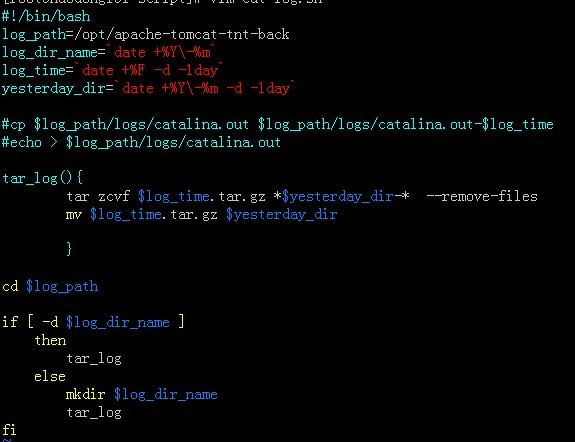 #!/bin/bash
log_path=/opt/apache-tomcat-tnt-back
log_dir_name=`date +%Y\-%m`
log_time=`date +%F -d -1day`
yesterday_dir=`date +%Y\-%m -d -1day`
#cp $log_path/logs/catalina.out $log_path/logs/catalina.out-$log_time
#echo > $log_path/logs/catalina.out
tar_log(){
        tar zcvf $log_time.tar.gz *$yesterday_dir-*  --remove-files
        mv $log_time.tar.gz $yesterday_dir
        }
cd $log_path
if [ -d $log_dir_name ]
    then
        tar_log
    else
        mkdir $log_dir_name
        tar_log
fi
~